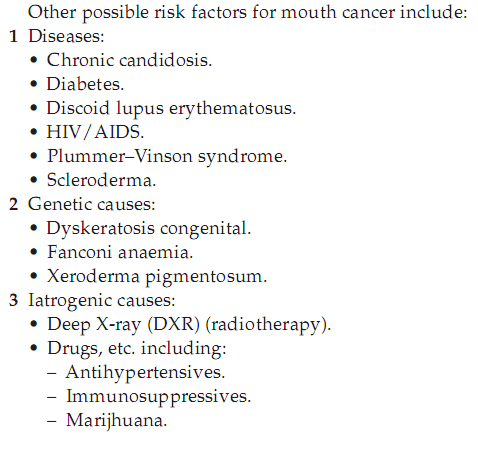 Other possible risk factors for mouth cancer include:
1 Diseases:
• Chronic candidosis.
• Diabetes.
• Discoid lupus erythematosus.
• HIV/AIDS.
• Plummer–Vinson syndrome.
• Scleroderma.
2 Genetic causes:
• Dyskeratosis congenital.
• Fanconi anaemia.
• Xeroderma pigmentosum.
3 Iatrogenic causes:
• Deep X-ray (DXR) (radiotherapy).
• Drugs, etc. including:
– Antihypertensives.
– Immunosuppressives.
– Marijhuana.